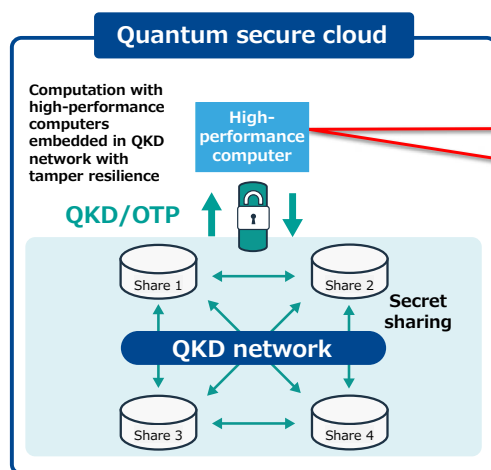 Quantum secure cloud
Computation with
high-performance
computers
embedded in QKD
network with
tamper resilience
High-
performance
computer
QKD/OTP
Share 1
Share 2
Secret
sharing
QKD network
Share 3
Share 4